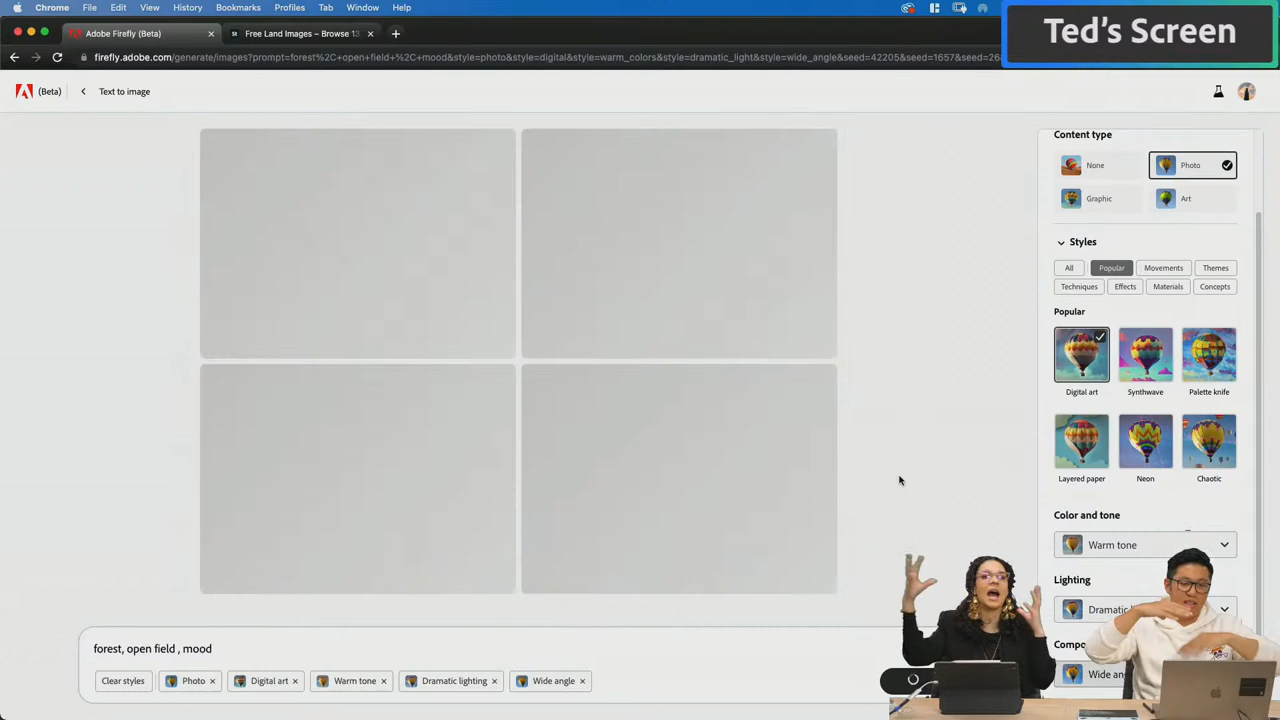 Chrome File Edit View History Bookmarks Profiles Tab Window Help
Ted's Screen
Adobe Firefly (Beta)
St Free Land Images – Browse 13
firefly.adobe.com/generate/images?prompt=forest%2C+open+field+%2C+mood&style=photo&style=digital&style=warm_colors&style=dramatic_light&style=wide_angle&seed=42205&seed=1657&seed=26
(Beta) Text to image
Content type
None Photo
Graphic Art
Styles
All Popular Movements Themes
Techniques Effects Materials Concepts
Popular
Digital art Synthwave Palette knife
Layered paper Neon Chaotic
Color and tone
Warm tone
Lighting
Dramatic
Wide
forest, open field , mood
Clear styles Photo Digital art Warm tone Dramatic lighting Wide angle